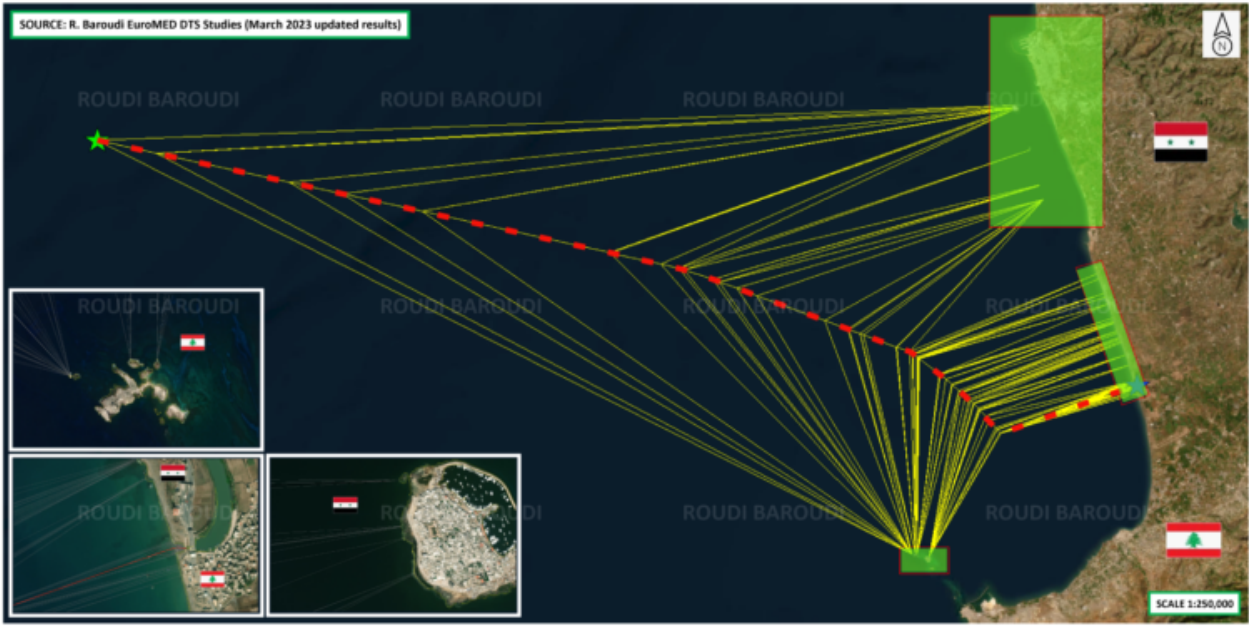 SOURCE: R. Baroudi EuroMED DTS Studies (March 2023 updated results)
N
ROUDI BAROUDI ROUDI BAROUDI ROUDI BAROUDI ROUDI BAROUDI
ROUDI BAROUDI ROUDI BAROUDI ROUDI BAROUDI ROUDI BAROUDI
ROUDI BAROUDI ROUDI BAROUDI ROUDI BAROUDI ROUDI BAROUDI
SCALE 1:250,000